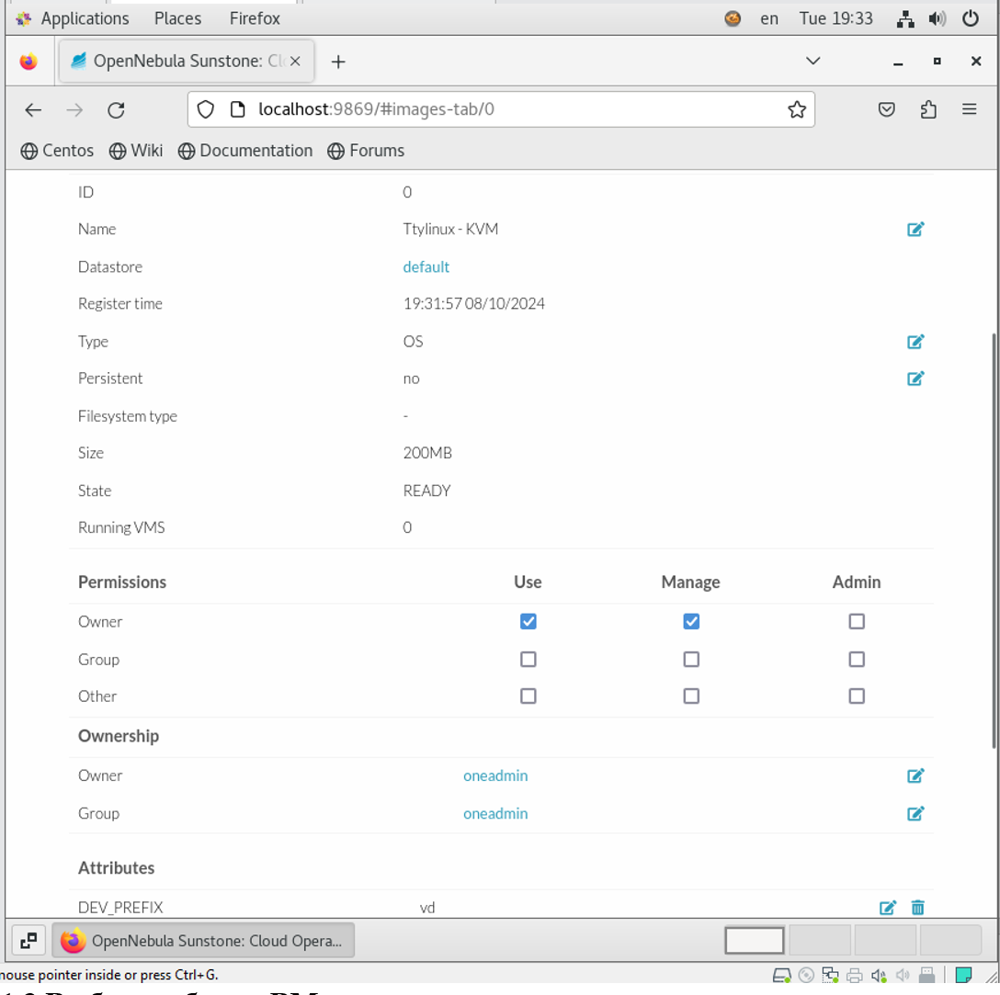 Applications Places Firefox en Tue 19:33
OpenNebula Sunstone: Cl
localhost:9869/#images-tab/0
Centos Wiki Documentation Forums
ID 0
Name Ttylinux - KVM
Datastore default
Register time 19:31:57 08/10/2024
Type OS
Persistent no
Filesystem type -
Size 200MB
State READY
Running VMS 0
Permissions Use Manage Admin
Owner
Group
Other
Ownership
Owner oneadmin
Group oneadmin
Attributes
DEV_PREFIX vd
OpenNebula Sunstone: Cloud Opera...
mouse pointer inside or press Ctrl+G.